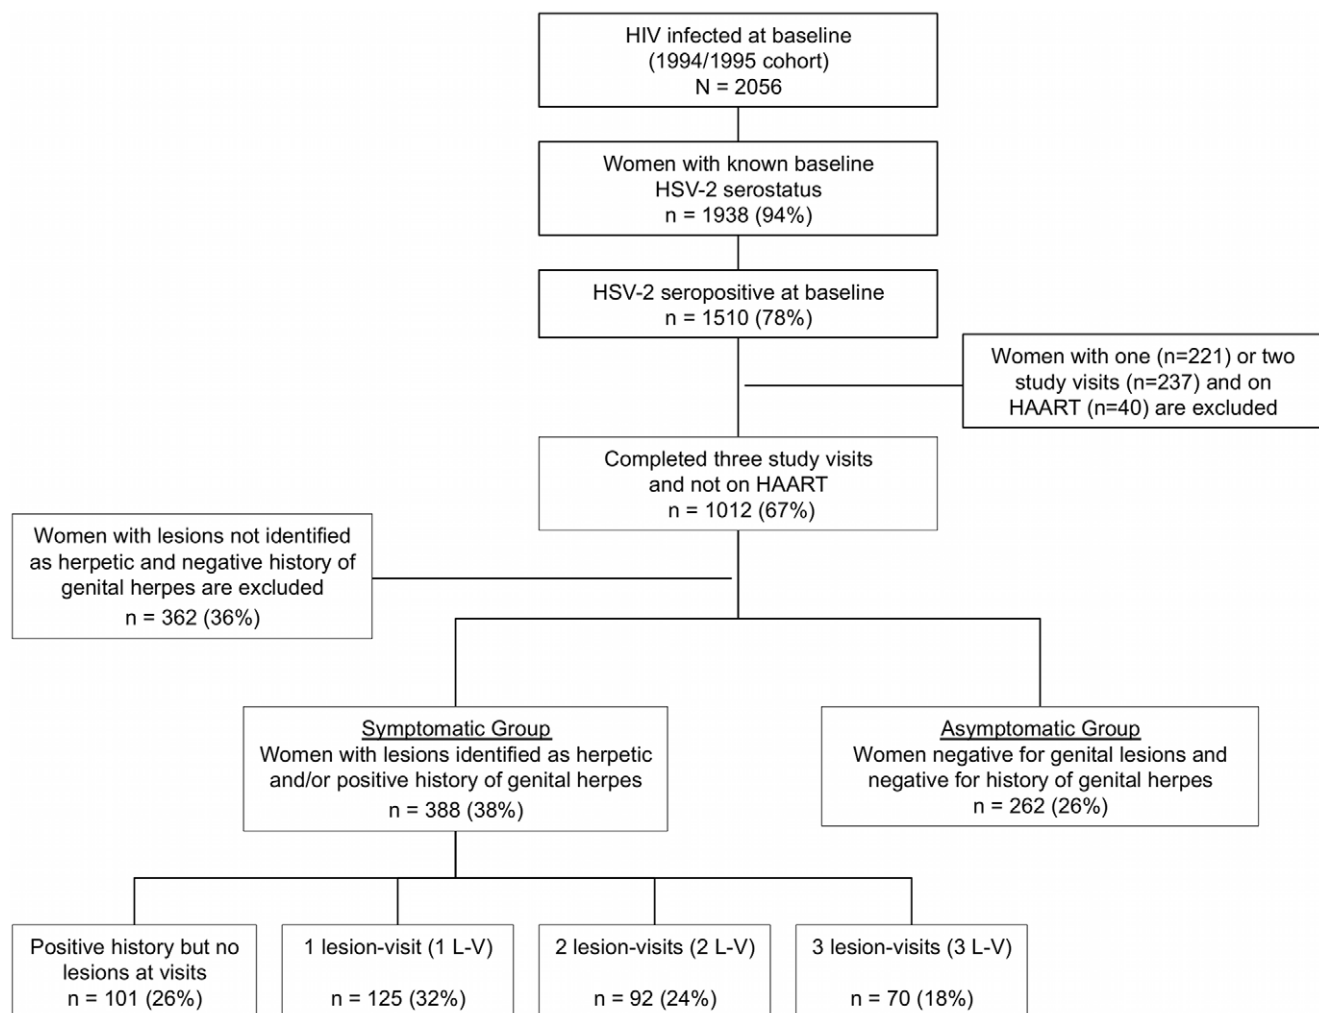 HIV infected at baseline
(1994/1995 cohort)
N = 2056
Women with known baseline
HSV-2 serostatus
n = 1938 (94%)
HSV-2 seropositive at baseline
n = 1510 (78%)
Women with one (n=221) or two
study visits (n=237) and on
HAART (n=40) are excluded
Completed three study visits
and not on HAART
n = 1012 (67%)
Women with lesions not identified
as herpetic and negative history of
genital herpes are excluded
n = 362 (36%)
Symptomatic Group
Women with lesions identified as herpetic
and/or positive history of genital herpes
n = 388 (38%)
Asymptomatic Group
Women negative for genital lesions and
negative for history of genital herpes
n = 262 (26%)
Positive history but no
lesions at visits
n = 101 (26%)
1 lesion-visit (1 L-V)
n = 125 (32%)
2 lesion-visits (2 L-V)
n = 92 (24%)
3 lesion-visits (3 L-V)
n = 70 (18%)